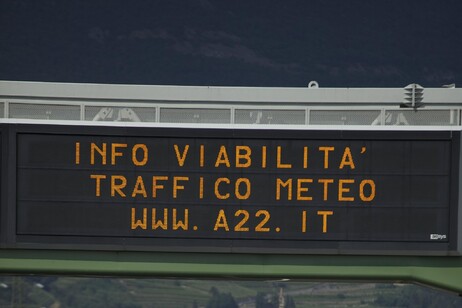 INFO VIABILITA'
TRAFFICO METEO
WWW.A22.IT